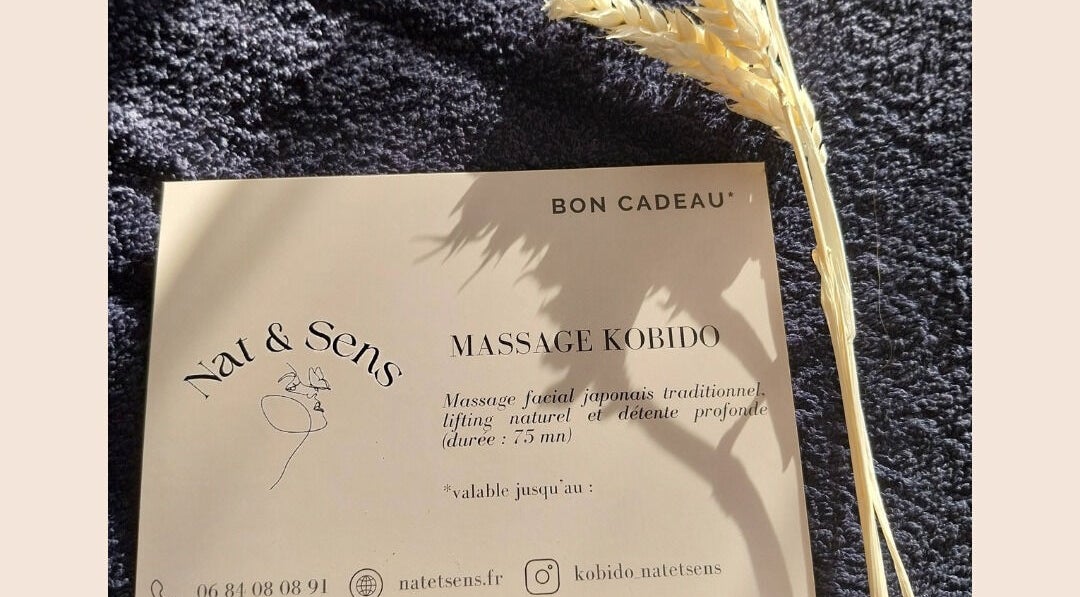 BON CADEAU*
Nat & Sens
MASSAGE KOBIDO
Massage facial japonais traditionnel,
lifting naturel et détente profonde
(durée : 75 mn)
*valable jusqu'au :
06 84 08 08 91
natetsens.fr
kobido_natetsens